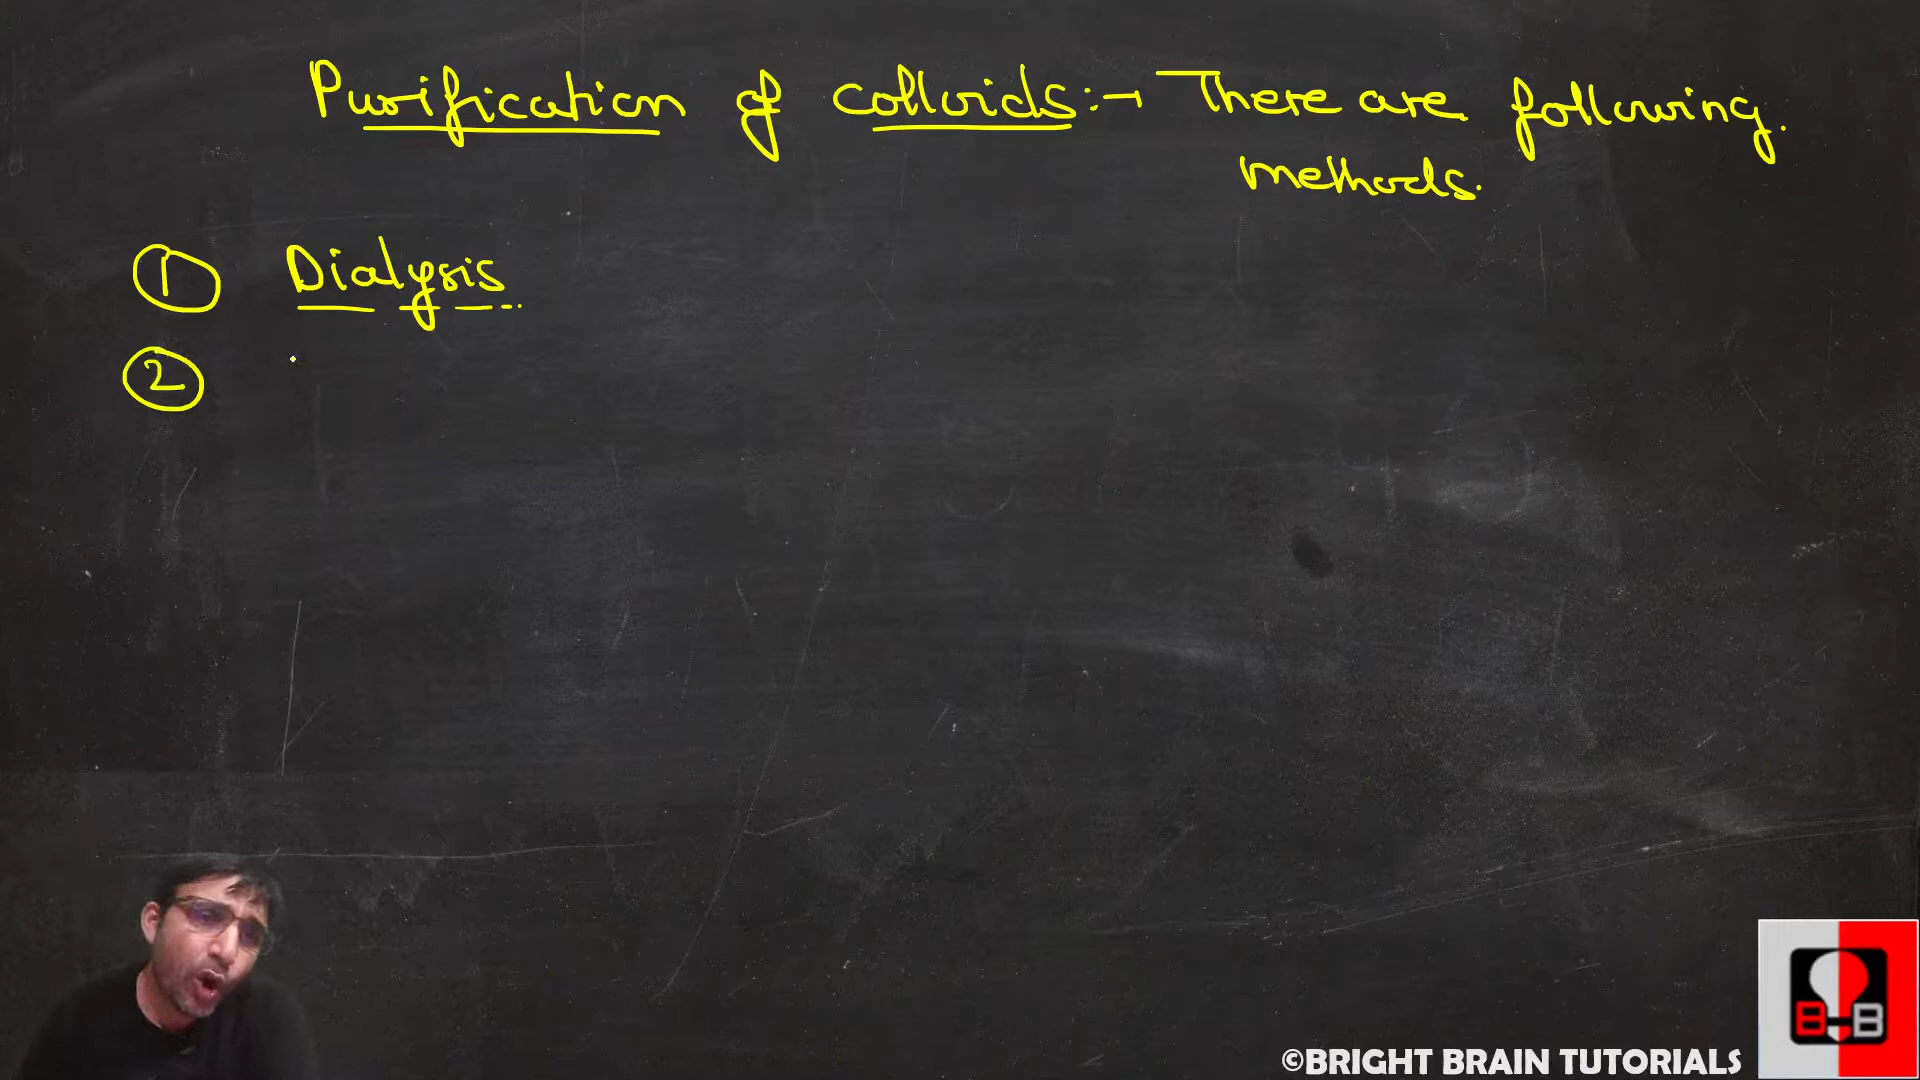 Purification of colloids:→ There are following.
methods.
① Dialysis
②
B-B
©BRIGHT BRAIN TUTORIALS